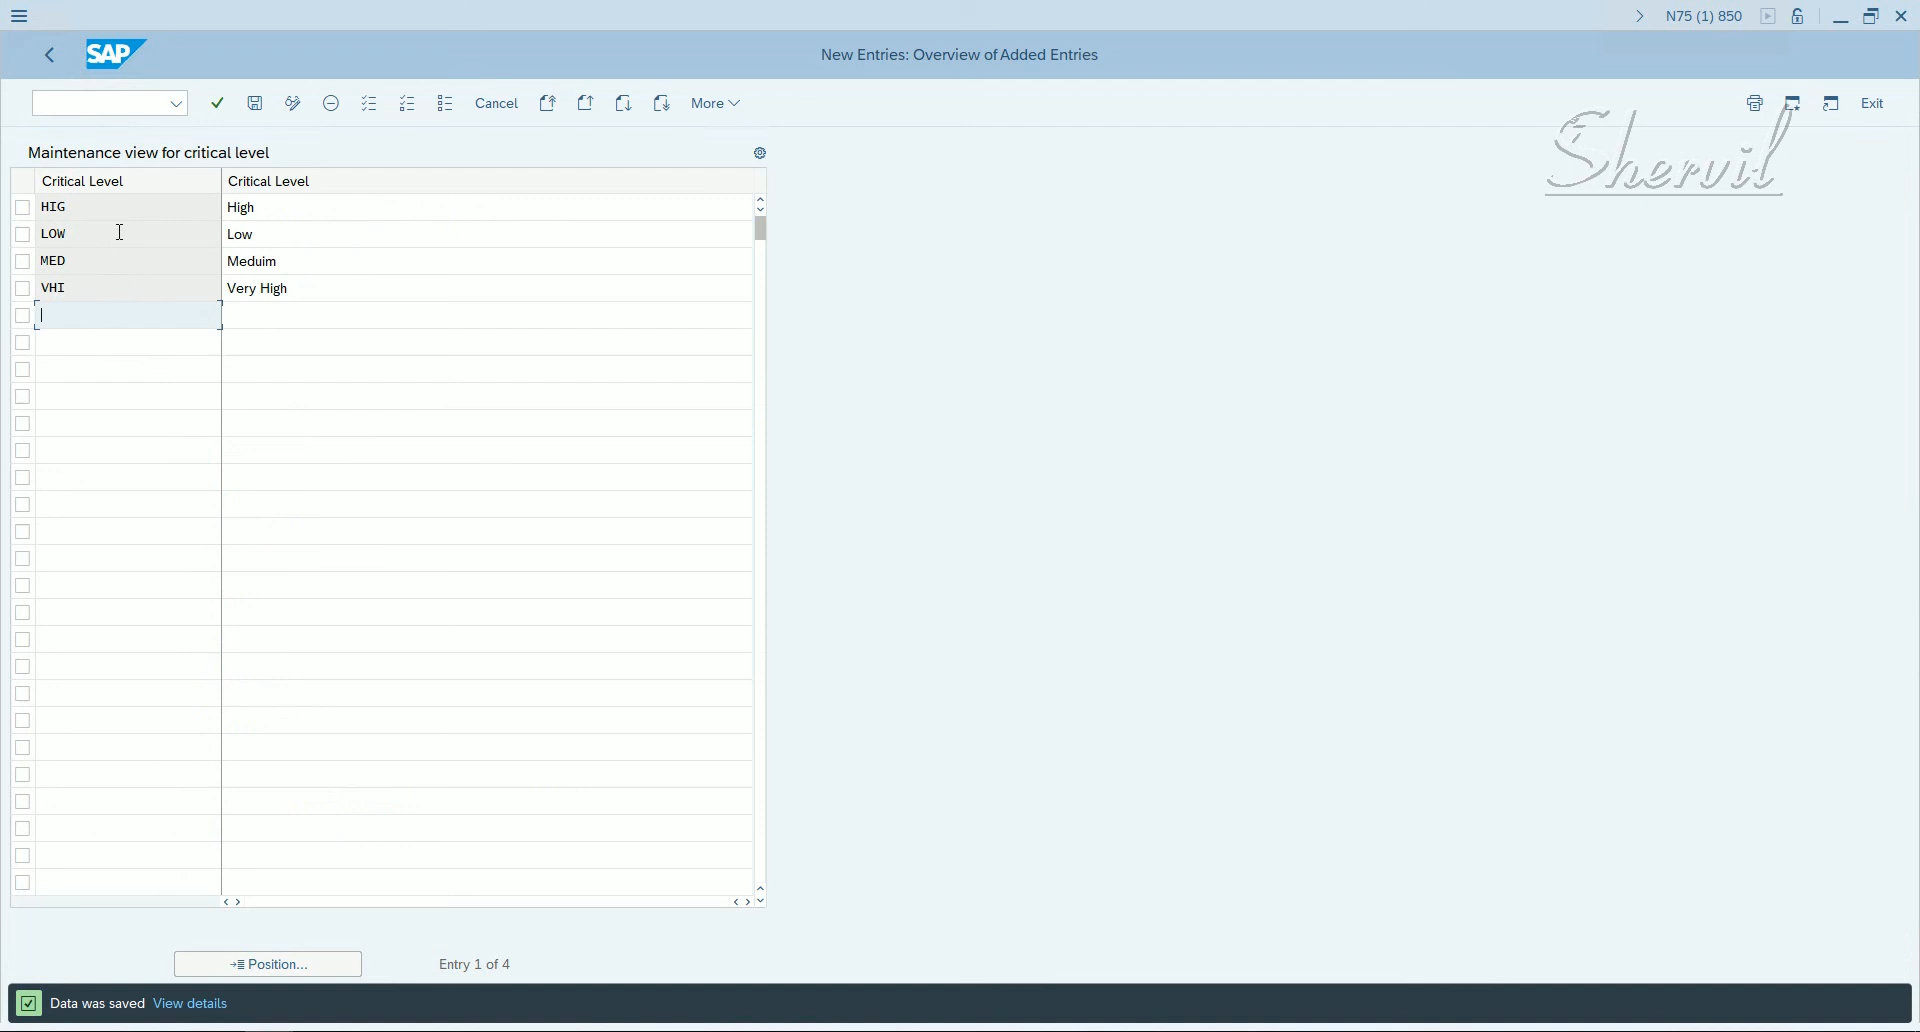 N75 (1) 850
SAP
New Entries: Overview of Added Entries
Cancel
More
Exit
Shervil
Maintenance view for critical level
Critical Level Critical Level
HIG High
LOW Low
MED Meduim
VHI Very High
Position...
Entry 1 of 4
Data was saved View details